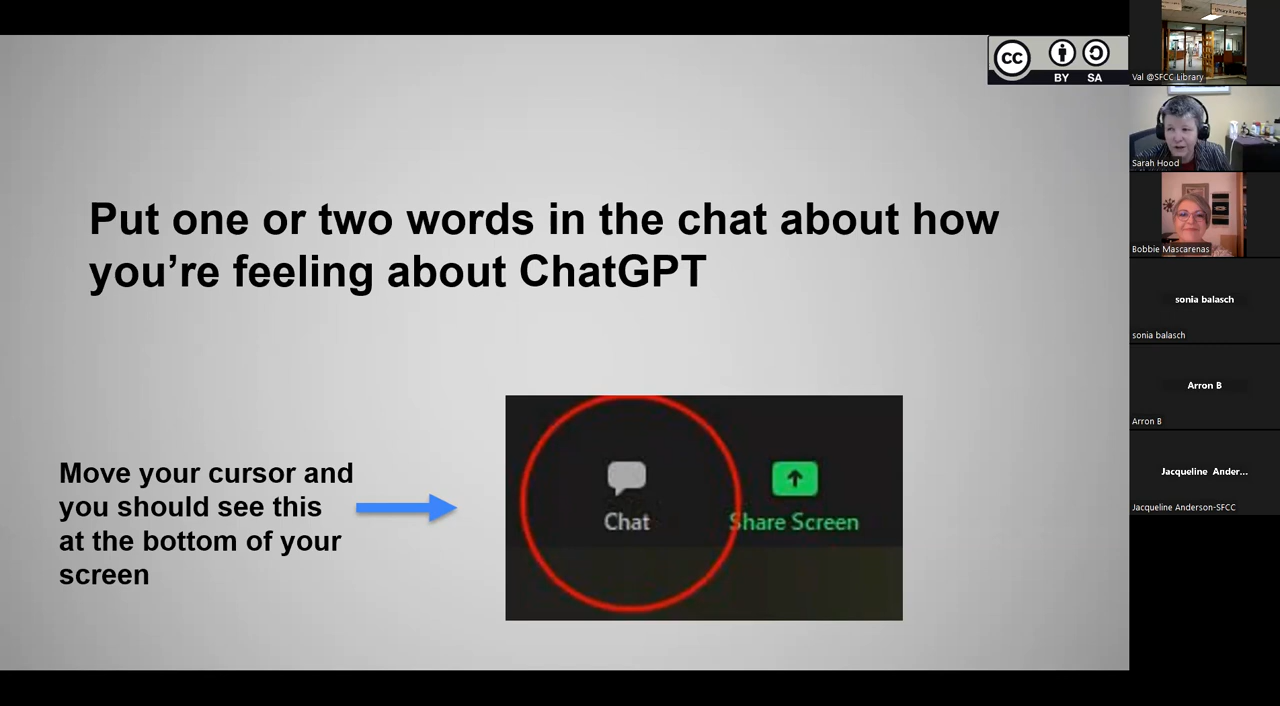 CC
BY SA
Put one or two words in the chat about how
you're feeling about ChatGPT
Move your cursor and
you should see this
at the bottom of your
screen
Chat
Share Screen
Val @SFCC Library
Sarah Hood
Bobbie Mascarenas
sonia balasch
sonia balasch
Arron B
Arron B
Jacqueline Ander...
Jacqueline Anderson-SFCC